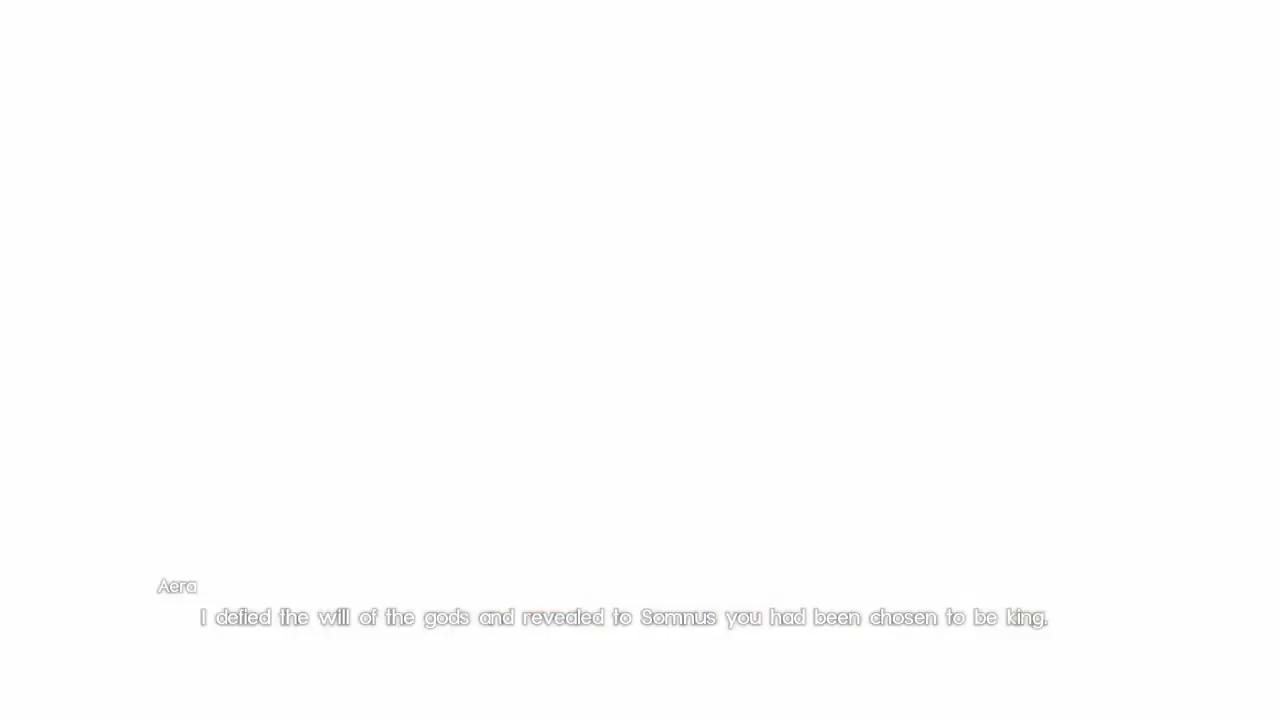 Aera
I defied the will of the gods and revealed to Somnus you had been chosen to be king.